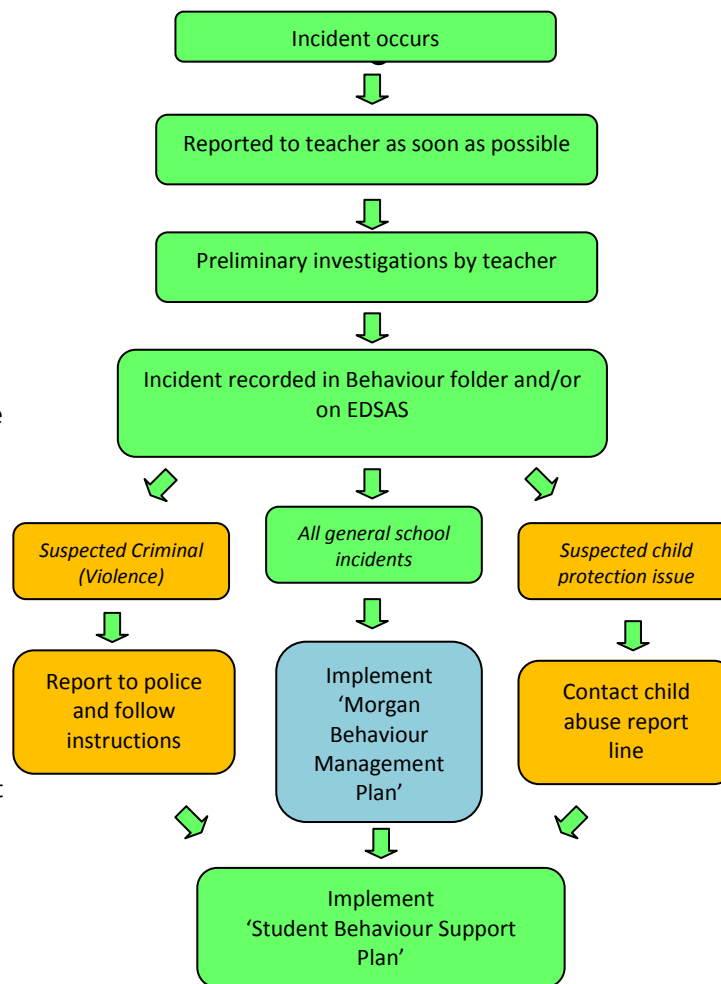 Incident occurs
Reported to teacher as soon as possible
Preliminary investigations by teacher
Incident recorded in Behaviour folder and/or
on EDSAS
e
Suspected Criminal
(Violence)
All general school
incidents
Suspected child
protection issue
Report to police
and follow
instructions
Implement
‘Morgan
Behaviour
Management
Plan’
Contact child
abuse report
line
t
Implement
‘Student Behaviour Support
Plan’